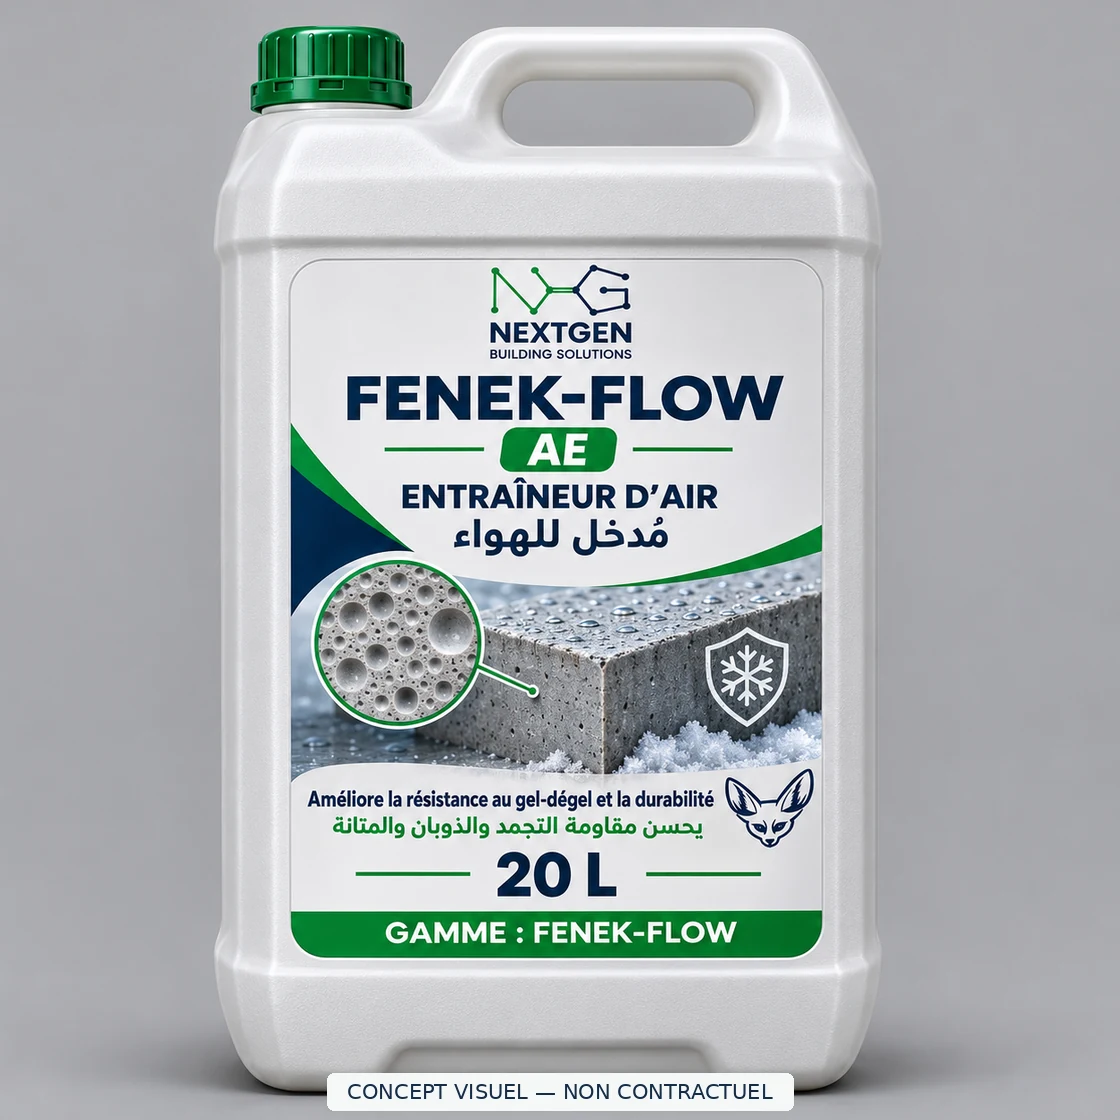 NEXTGEN
BUILDING SOLUTIONS
FENEK-FLOW
AE
ENTRAÎNEUR D’AIR
مُدخل للهواء
Améliore la résistance au gel-dégel et la durabilité
يحسن مقاومة التجمد والذوبان والمتانة
20 L
GAMME : FENEK-FLOW
CONCEPT VISUEL — NON CONTRACTUEL